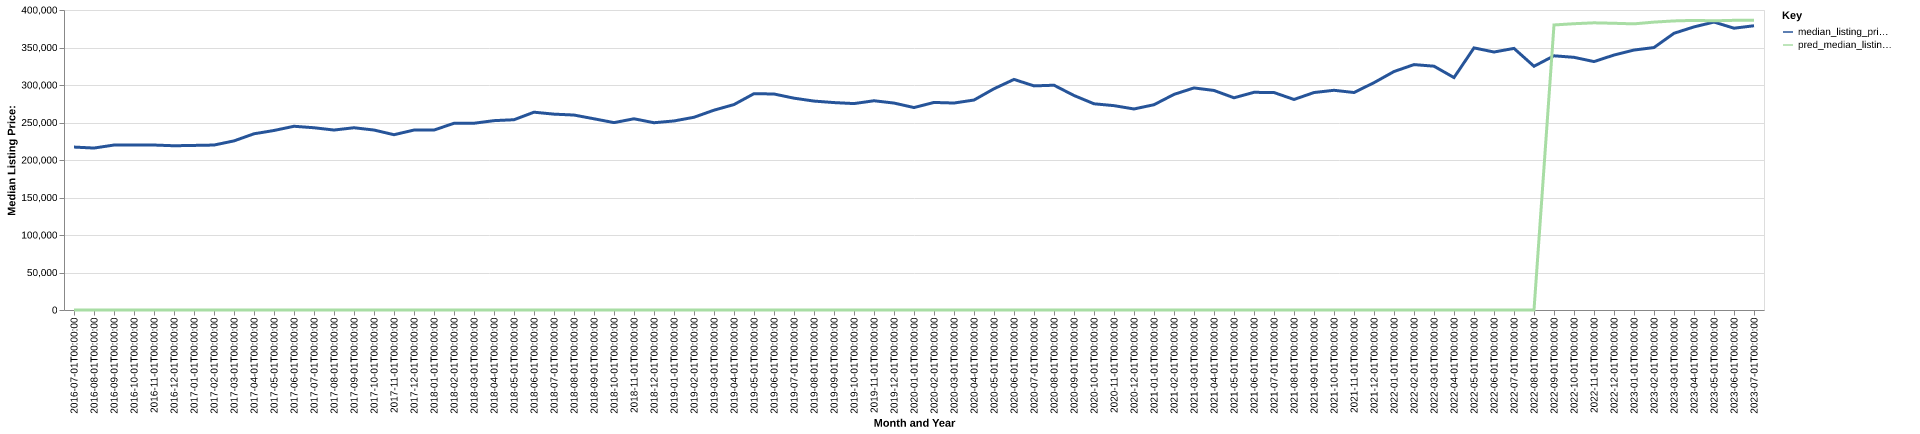 400,000
350,000
300,000
250,000
200,000
150,000
100,000
50,000
0
Median Listing Price:
2016-07-01T00:00:00
2016-08-01T00:00:00
2016-09-01T00:00:00
2016-10-01T00:00:00
2016-11-01T00:00:00
2016-12-01T00:00:00
2017-01-01T00:00:00
2017-02-01T00:00:00
2017-03-01T00:00:00
2017-04-01T00:00:00
2017-05-01T00:00:00
2017-06-01T00:00:00
2017-07-01T00:00:00
2017-08-01T00:00:00
2017-09-01T00:00:00
2017-10-01T00:00:00
2017-11-01T00:00:00
2017-12-01T00:00:00
2018-01-01T00:00:00
2018-02-01T00:00:00
2018-03-01T00:00:00
2018-04-01T00:00:00
2018-05-01T00:00:00
2018-06-01T00:00:00
2018-07-01T00:00:00
2018-08-01T00:00:00
2018-09-01T00:00:00
2018-10-01T00:00:00
2018-11-01T00:00:00
2018-12-01T00:00:00
2019-01-01T00:00:00
2019-02-01T00:00:00
2019-03-01T00:00:00
2019-04-01T00:00:00
2019-05-01T00:00:00
2019-06-01T00:00:00
2019-07-01T00:00:00
2019-08-01T00:00:00
2019-09-01T00:00:00
2019-10-01T00:00:00
2019-11-01T00:00:00
2019-12-01T00:00:00
2020-01-01T00:00:00
2020-02-01T00:00:00
2020-03-01T00:00:00
2020-04-01T00:00:00
2020-05-01T00:00:00
2020-06-01T00:00:00
2020-07-01T00:00:00
2020-08-01T00:00:00
2020-09-01T00:00:00
2020-10-01T00:00:00
2020-11-01T00:00:00
2020-12-01T00:00:00
2021-01-01T00:00:00
2021-02-01T00:00:00
2021-03-01T00:00:00
2021-04-01T00:00:00
2021-05-01T00:00:00
2021-06-01T00:00:00
2021-07-01T00:00:00
2021-08-01T00:00:00
2021-09-01T00:00:00
2021-10-01T00:00:00
2021-11-01T00:00:00
2021-12-01T00:00:00
2022-01-01T00:00:00
2022-02-01T00:00:00
2022-03-01T00:00:00
2022-04-01T00:00:00
2022-05-01T00:00:00
2022-06-01T00:00:00
2022-07-01T00:00:00
2022-08-01T00:00:00
2022-09-01T00:00:00
2022-10-01T00:00:00
2022-11-01T00:00:00
2022-12-01T00:00:00
2023-01-01T00:00:00
2023-02-01T00:00:00
2023-03-01T00:00:00
2023-04-01T00:00:00
2023-05-01T00:00:00
2023-06-01T00:00:00
2023-07-01T00:00:00
Month and Year
Key
median_listing_pri…
pred_median_listin…